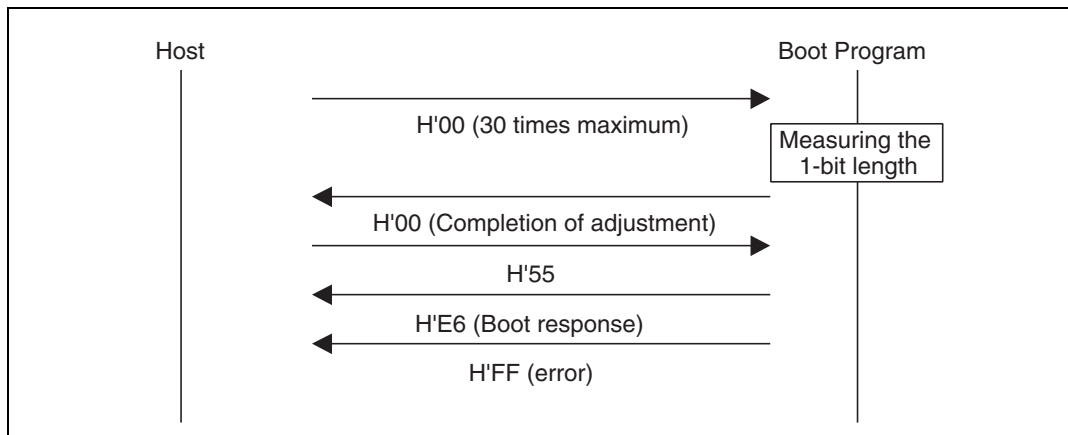 Host
Boot Program
H'00 (30 times maximum)
Measuring the
1-bit length
H'00 (Completion of adjustment)
H'55
H'E6 (Boot response)
H'FF (error)